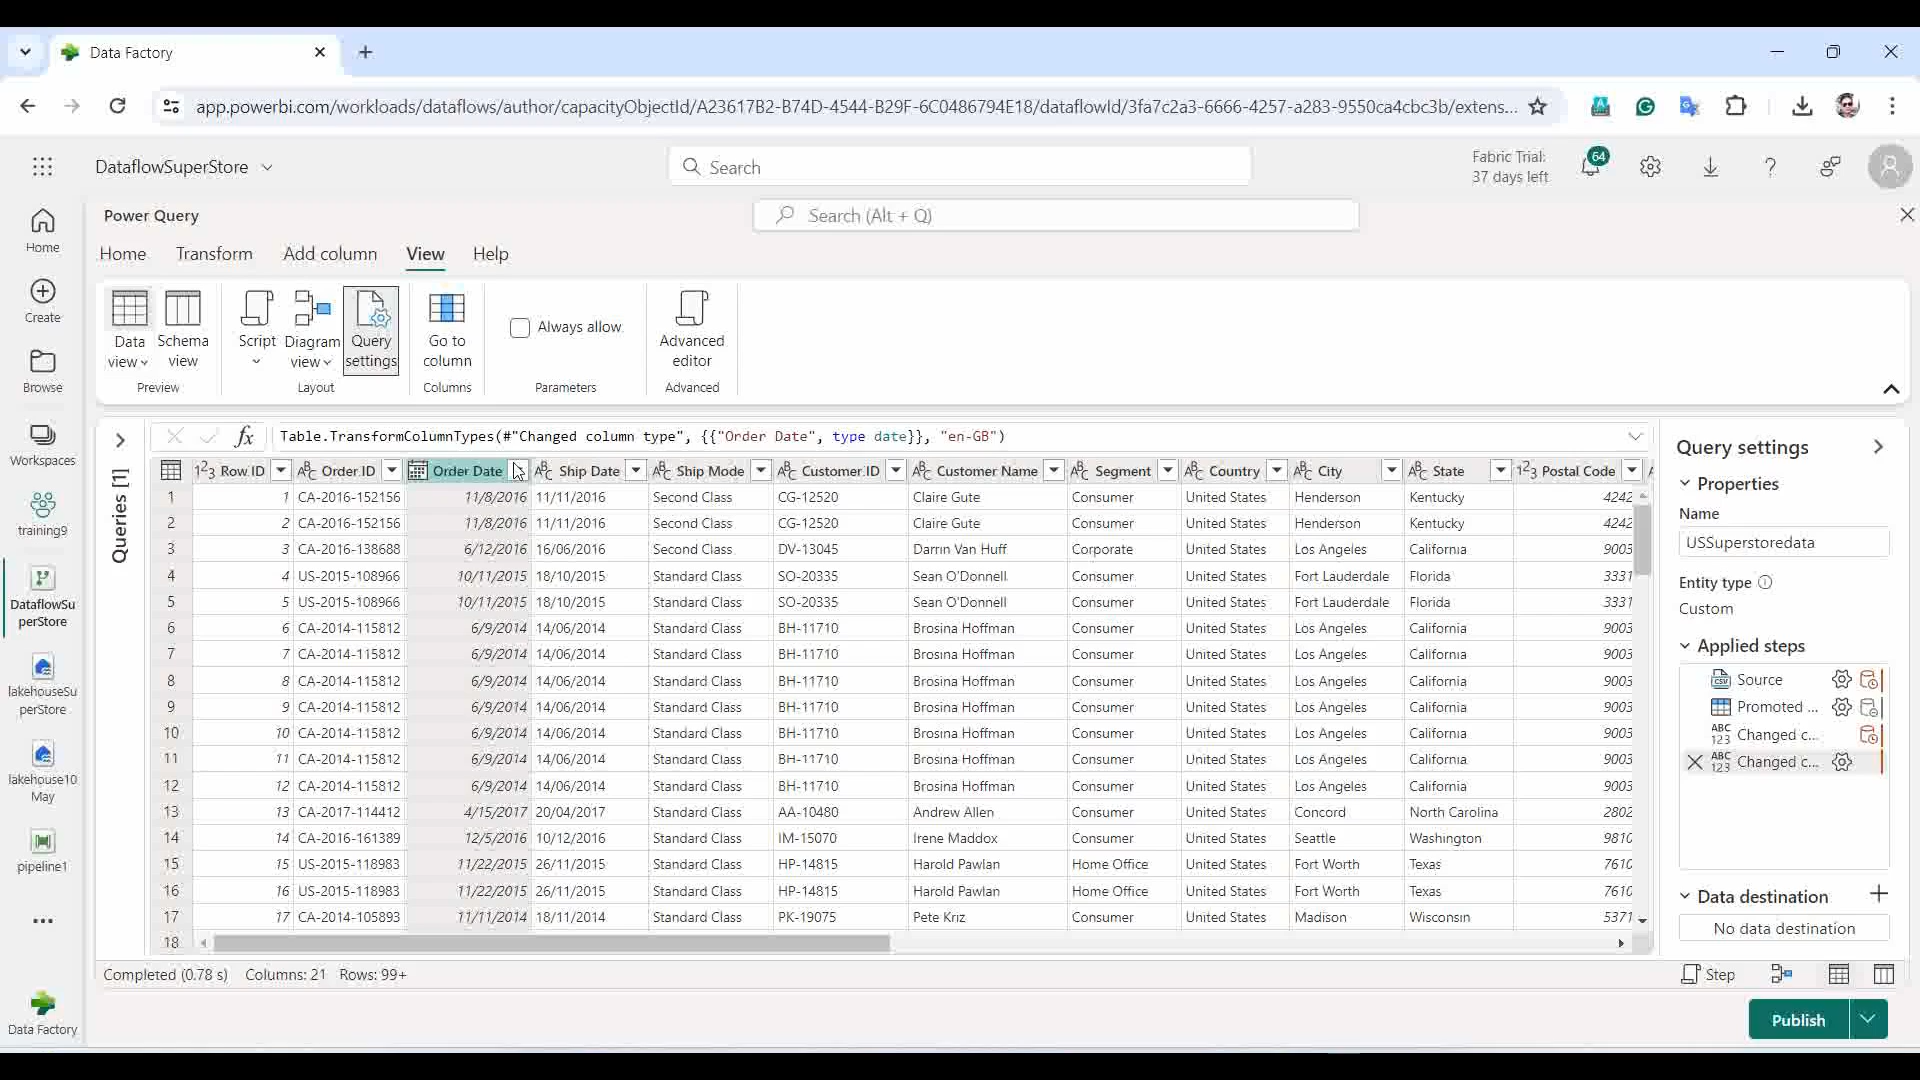 Data Factory
app.powerbi.com/workloads/dataflows/author/capacityObjectId/A23617B2-B74D-4544-B29F-6C0486794E18/dataflowId/3fa7c2a3-6666-4257-a283-9550ca4cbc3b/extens...
DataflowSuperStore
Search
Fabric Trial:
37 days left
64
Power Query
Search (Alt + Q)
Home Transform Add column View Help
Data view
Schema view
Script
Diagram view
Query settings
Go to column
Always allow
Advanced editor
Preview Layout Columns Parameters Advanced
Home
Create
Browse
Workspaces
training9
DataflowSu
perStore
lakehouseSu
perStore
lakehouse10
May
pipeline1
Data Factory
Queries [1]
fx Table.TransformColumnTypes(#"Changed column type", {{"Order Date", type date}}, "en-GB")
Row.ID Order.ID Order Date Ship Date Ship Mode Customer.ID Customer Name Segment Country City State Postal Code
1 1 CA-2016-152156 11/8/2016 11/11/2016 Second Class CG-12520 Claire Gute Consumer United States Henderson Kentucky 4242
2 2 CA-2016-152156 11/8/2016 11/11/2016 Second Class CG-12520 Claire Gute Consumer United States Henderson Kentucky 4242
3 3 CA-2016-138688 6/12/2016 16/06/2016 Second Class DV-13045 Darrin Van Huff Corporate United States Los Angeles California 9003
4 4 US-2015-108966 10/11/2015 18/10/2015 Standard Class SO-20335 Sean O'Donnell Consumer United States Fort Lauderdale Florida 3331
5 5 US-2015-108966 10/11/2015 18/10/2015 Standard Class SO-20335 Sean O'Donnell Consumer United States Fort Lauderdale Florida 3331
6 6 CA-2014-115812 6/9/2014 14/06/2014 Standard Class BH-11710 Brosina Hoffman Consumer United States Los Angeles California 9003
7 7 CA-2014-115812 6/9/2014 14/06/2014 Standard Class BH-11710 Brosina Hoffman Consumer United States Los Angeles California 9003
8 8 CA-2014-115812 6/9/2014 14/06/2014 Standard Class BH-11710 Brosina Hoffman Consumer United States Los Angeles California 9003
9 9 CA-2014-115812 6/9/2014 14/06/2014 Standard Class BH-11710 Brosina Hoffman Consumer United States Los Angeles California 9003
10 10 CA-2014-115812 6/9/2014 14/06/2014 Standard Class BH-11710 Brosina Hoffman Consumer United States Los Angeles California 9003
11 11 CA-2014-115812 6/9/2014 14/06/2014 Standard Class BH-11710 Brosina Hoffman Consumer United States Los Angeles California 9003
12 12 CA-2014-115812 6/9/2014 14/06/2014 Standard Class BH-11710 Brosina Hoffman Consumer United States Los Angeles California 9003
13 13 CA-2017-114412 4/15/2017 20/04/2017 Standard Class AA-10480 Andrew Allen Consumer United States Concord North Carolina 2802
14 14 CA-2016-161389 12/5/2016 10/12/2016 Standard Class IM-15070 Irene Maddox Consumer United States Seattle Washington 9810
15 15 US-2015-118983 11/22/2015 26/11/2015 Standard Class HP-14815 Harold Pawlan Home Office United States Fort Worth Texas 7610
16 16 US-2015-118983 11/22/2015 26/11/2015 Standard Class HP-14815 Harold Pawlan Home Office United States Fort Worth Texas 7610
17 17 CA-2014-105893 11/11/2014 18/11/2014 Standard Class PK-19075 Pete Kriz Consumer United States Madison Wisconsin 5371
18
Query settings
Properties
Name
USSuperstoredata
Entity type
Custom
Applied steps
Source
Promoted ...
Changed c...
Changed c...
Data destination
No data destination
Completed (0.78 s) Columns: 21 Rows: 99+
Step
Publish